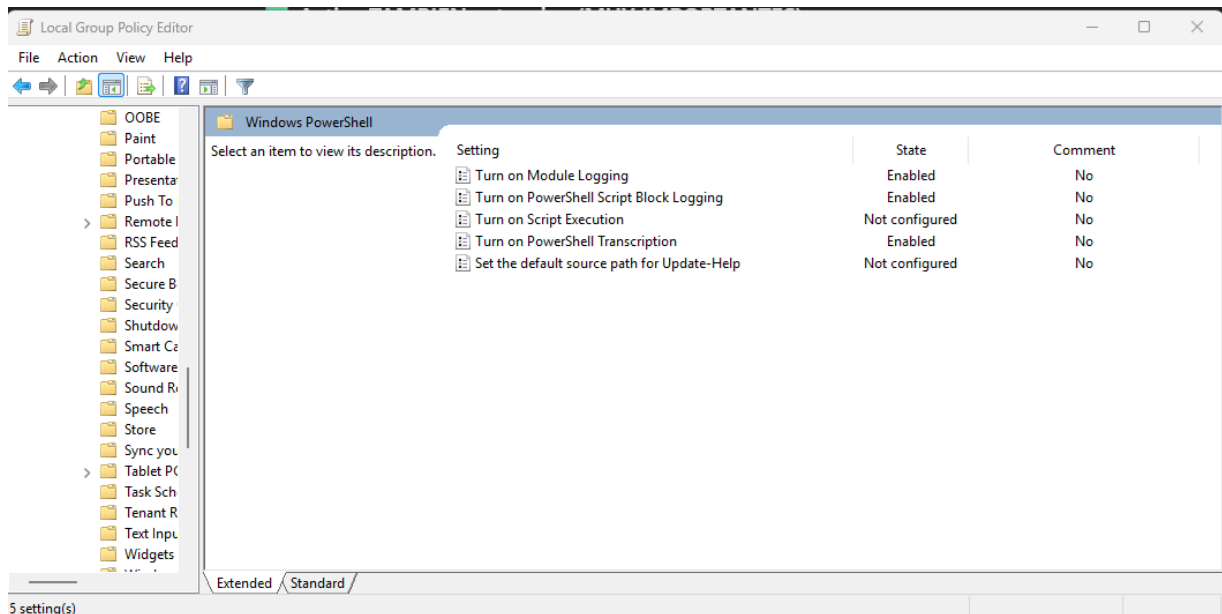 Local Group Policy Editor
File Action View Help
OOBE
Paint
Portable
Presenta
Push To
Remote
RSS Feed
Search
Secure B
Security
Shutdow
Smart Ca
Software
Sound R
Speech
Store
Sync you
Tablet P
Task Sch
Tenant R
Text Inpu
Widgets
Windows PowerShell
Select an item to view its description.
Setting State Comment
Turn on Module Logging Enabled No
Turn on PowerShell Script Block Logging Enabled No
Turn on Script Execution Not configured No
Turn on PowerShell Transcription Enabled No
Set the default source path for Update-Help Not configured No
Extended Standard
5 setting(s)